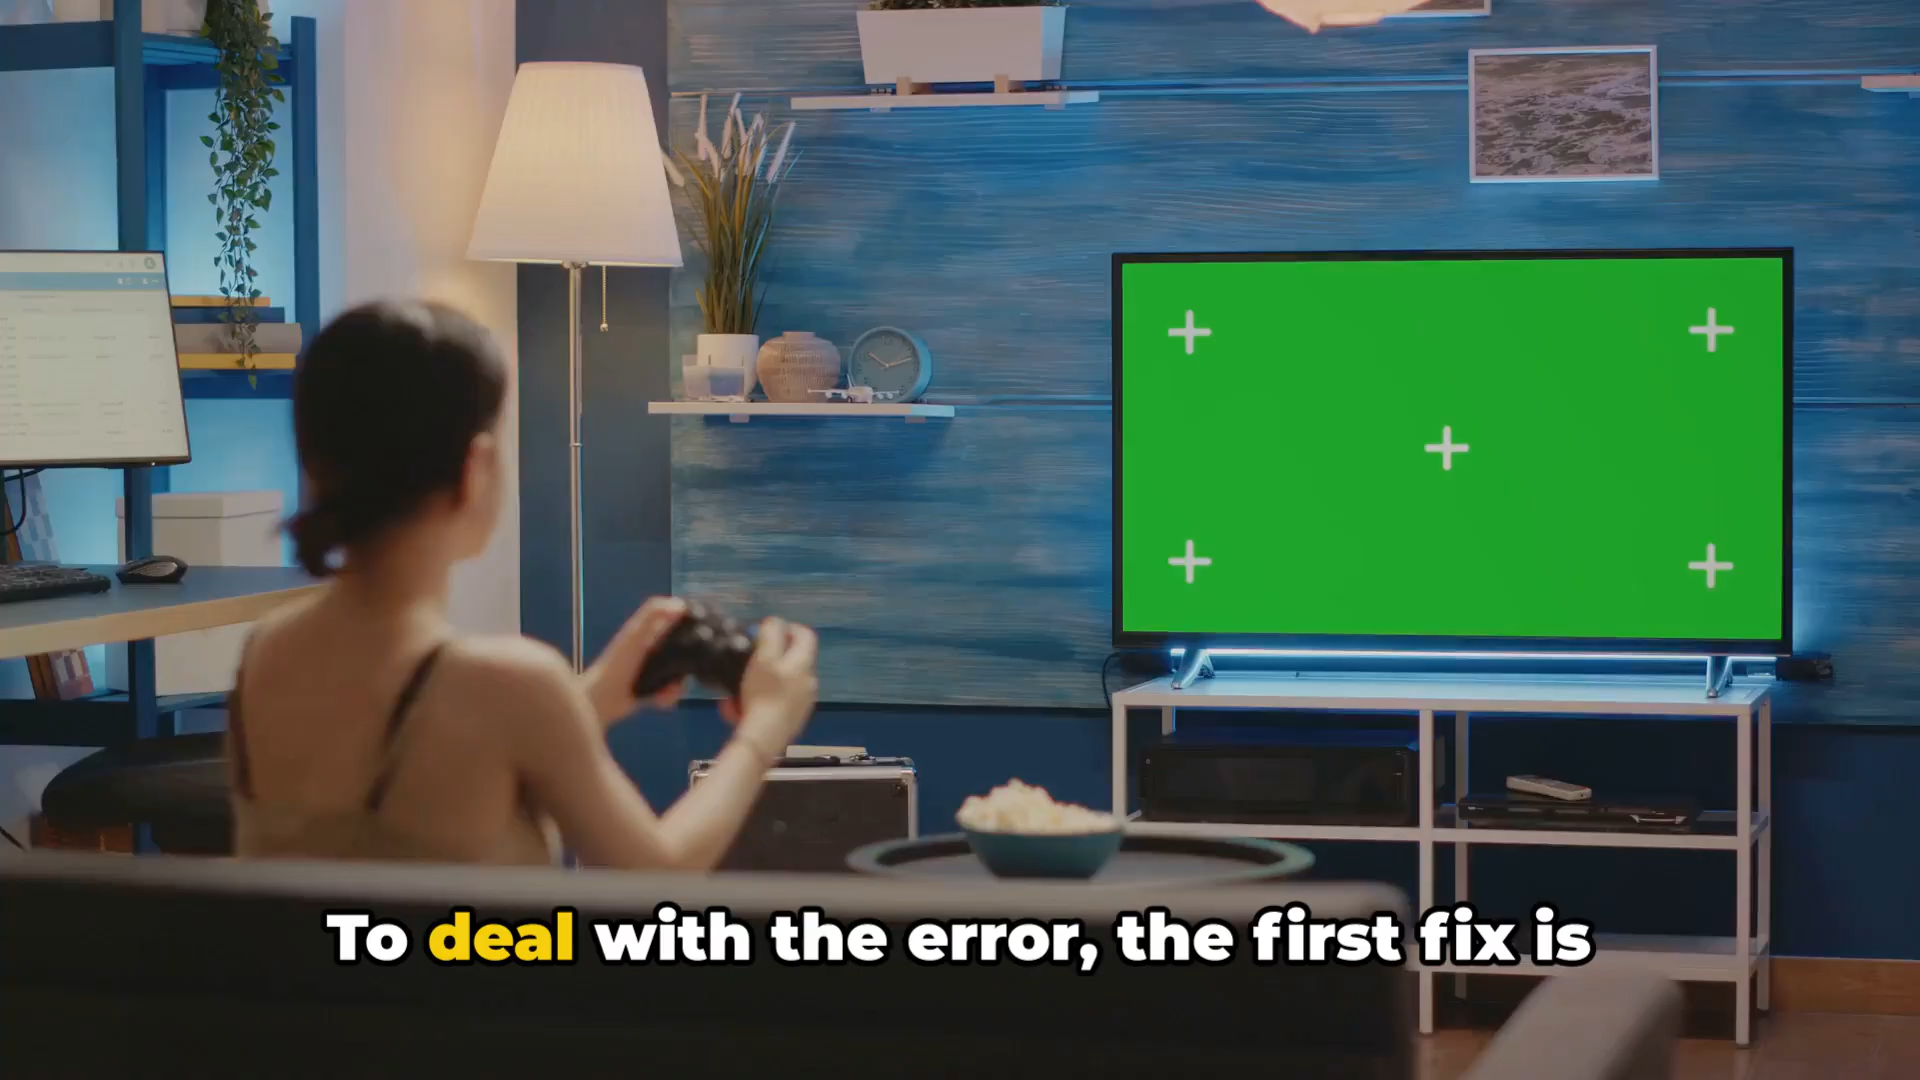 To deal with the error, the first fix is